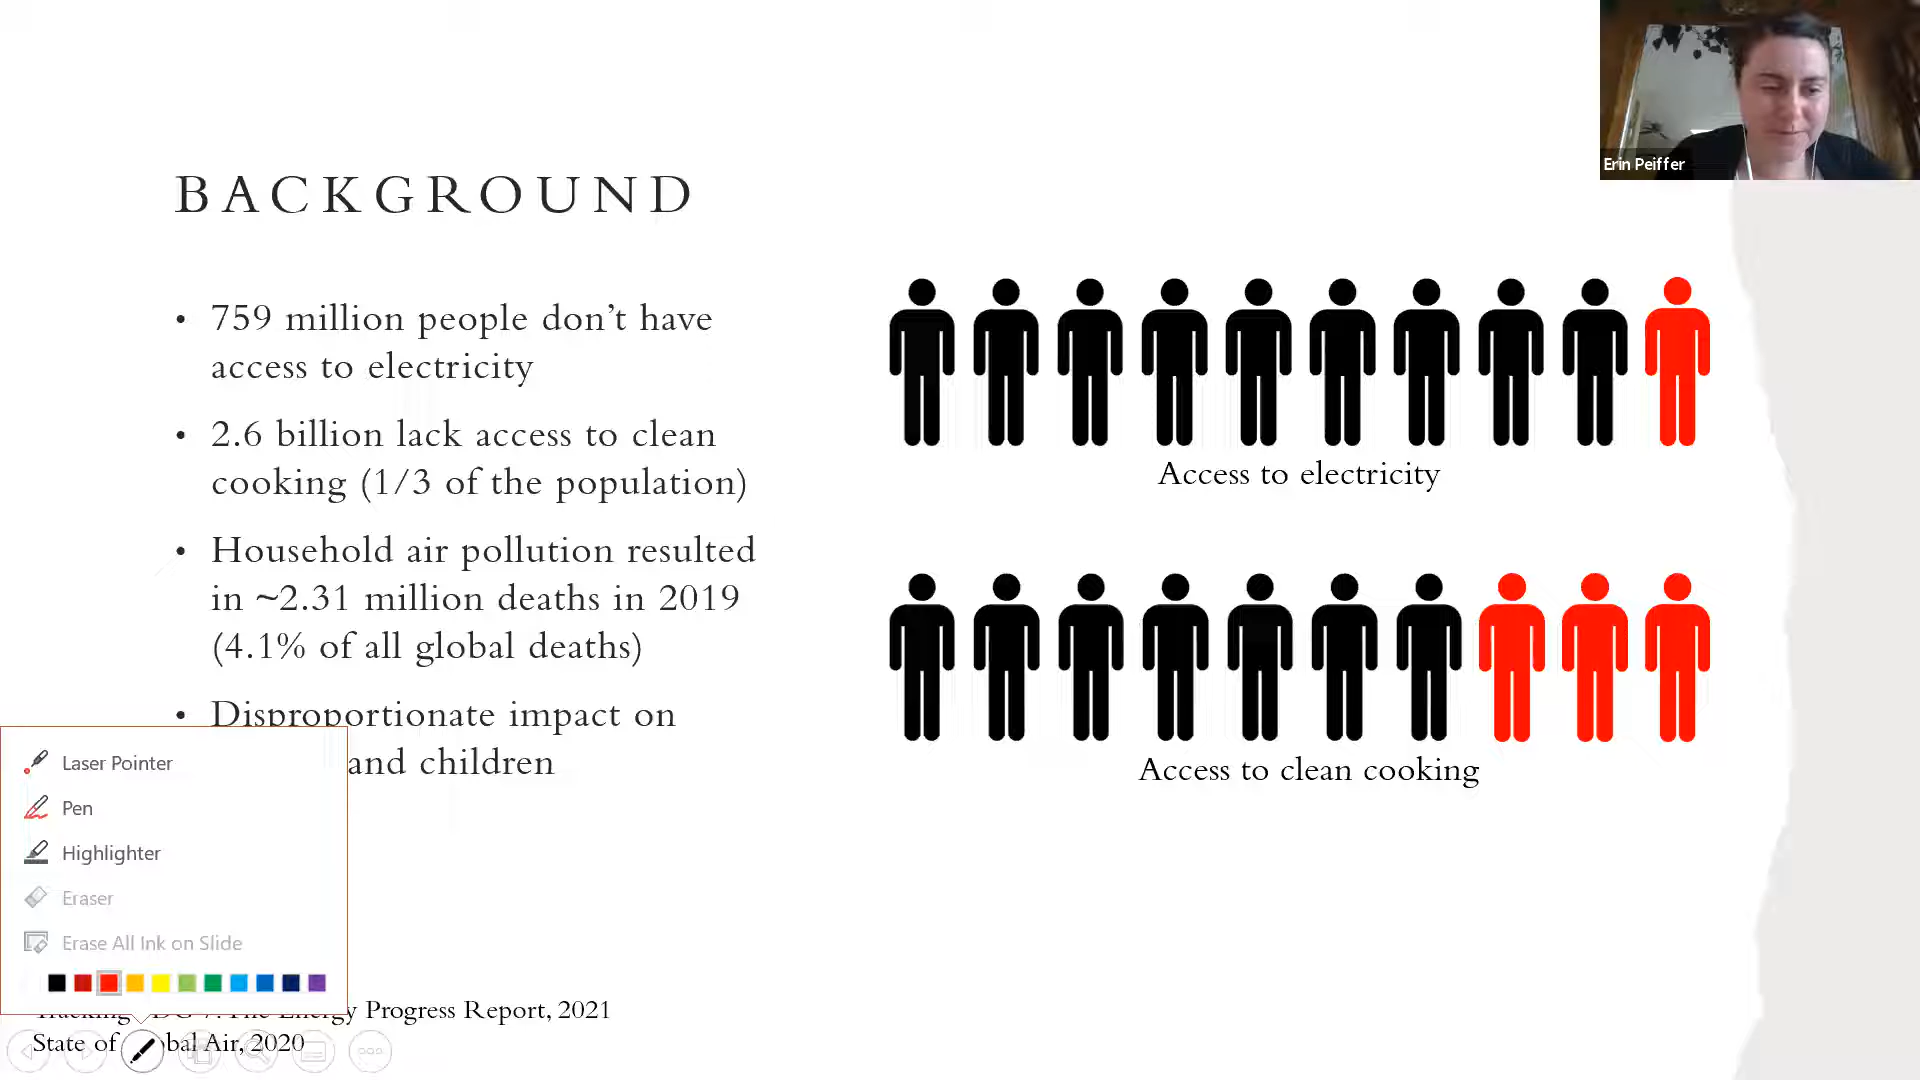 Erin Peiffer
BACKGROUND
• 759 million people don’t have
access to electricity
• 2.6 billion lack access to clean
cooking (1/3 of the population)
• Household air pollution resulted
in ~2.31 million deaths in 2019
(4.1% of all global deaths)
• Disproportionate impact on
and children
Access to electricity
Access to clean cooking
Laser Pointer
Pen
Highlighter
Eraser
Erase All Ink on Slide
Energy Progress Report, 2021
State of bal Air, 2020